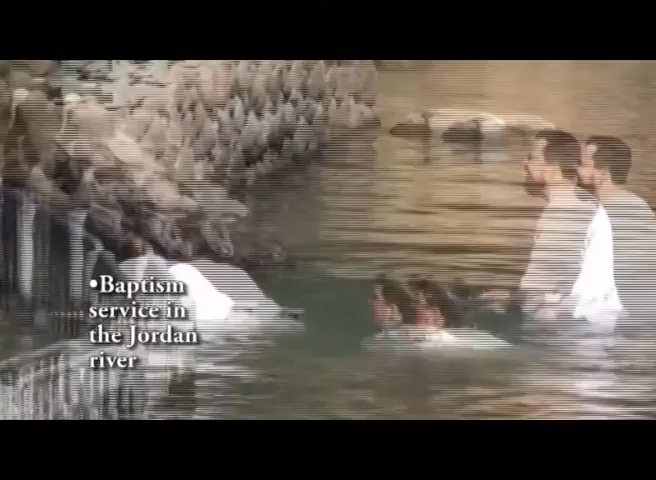 •Baptism
service in
the Jordan
river